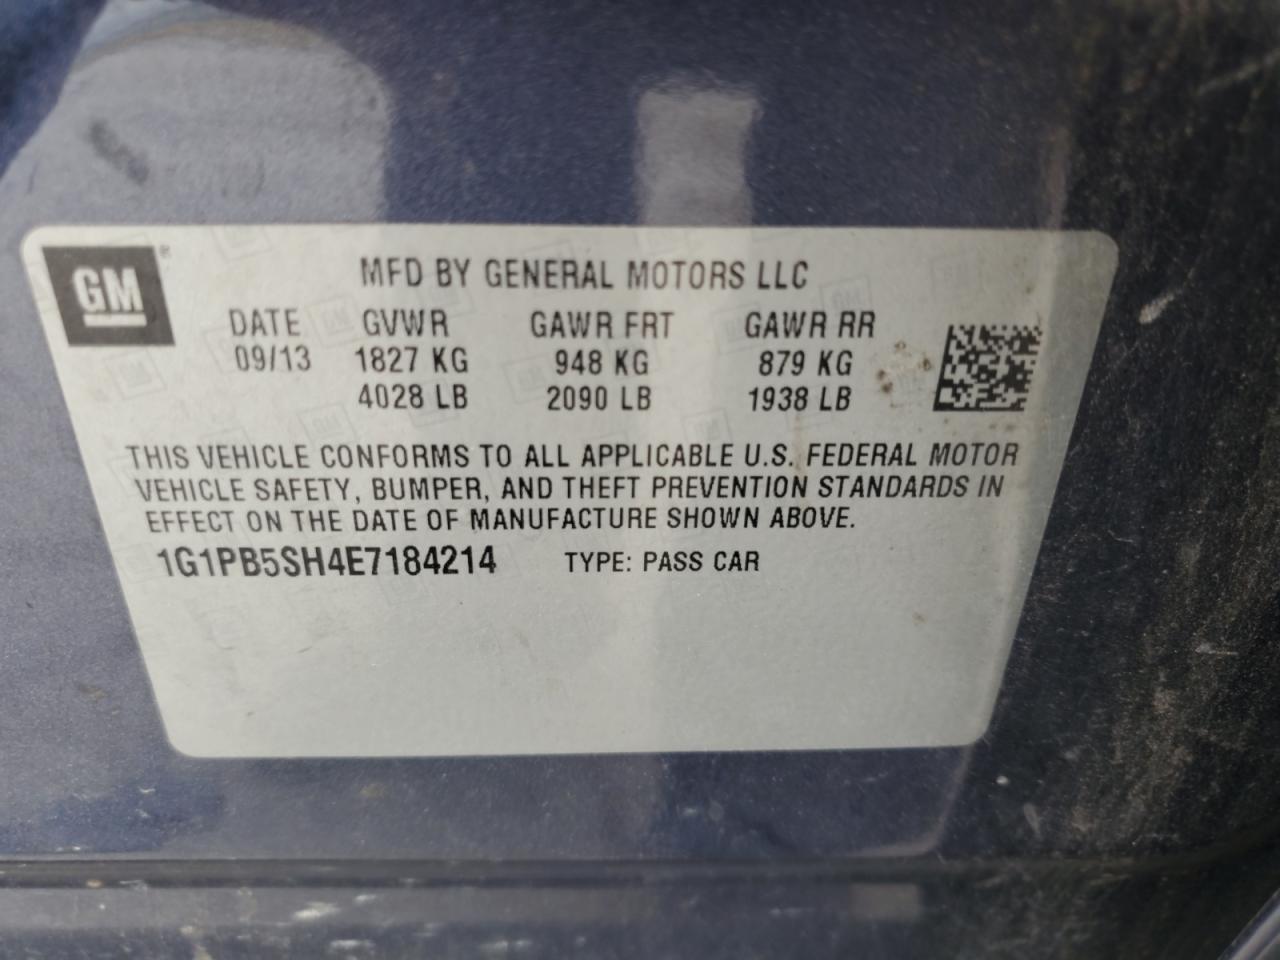 GM
MFD BY GENERAL MOTORS LLC
DATE GVWR GAWR FRT GAWR RR
09/13 1827 KG 948 KG 879 KG
4028 LB 2090 LB 1938 LB
THIS VEHICLE CONFORMS TO ALL APPLICABLE U.S. FEDERAL MOTOR
VEHICLE SAFETY, BUMPER, AND THEFT PREVENTION STANDARDS IN
EFFECT ON THE DATE OF MANUFACTURE SHOWN ABOVE.
1G1PB5SH4E7184214 TYPE: PASS CAR